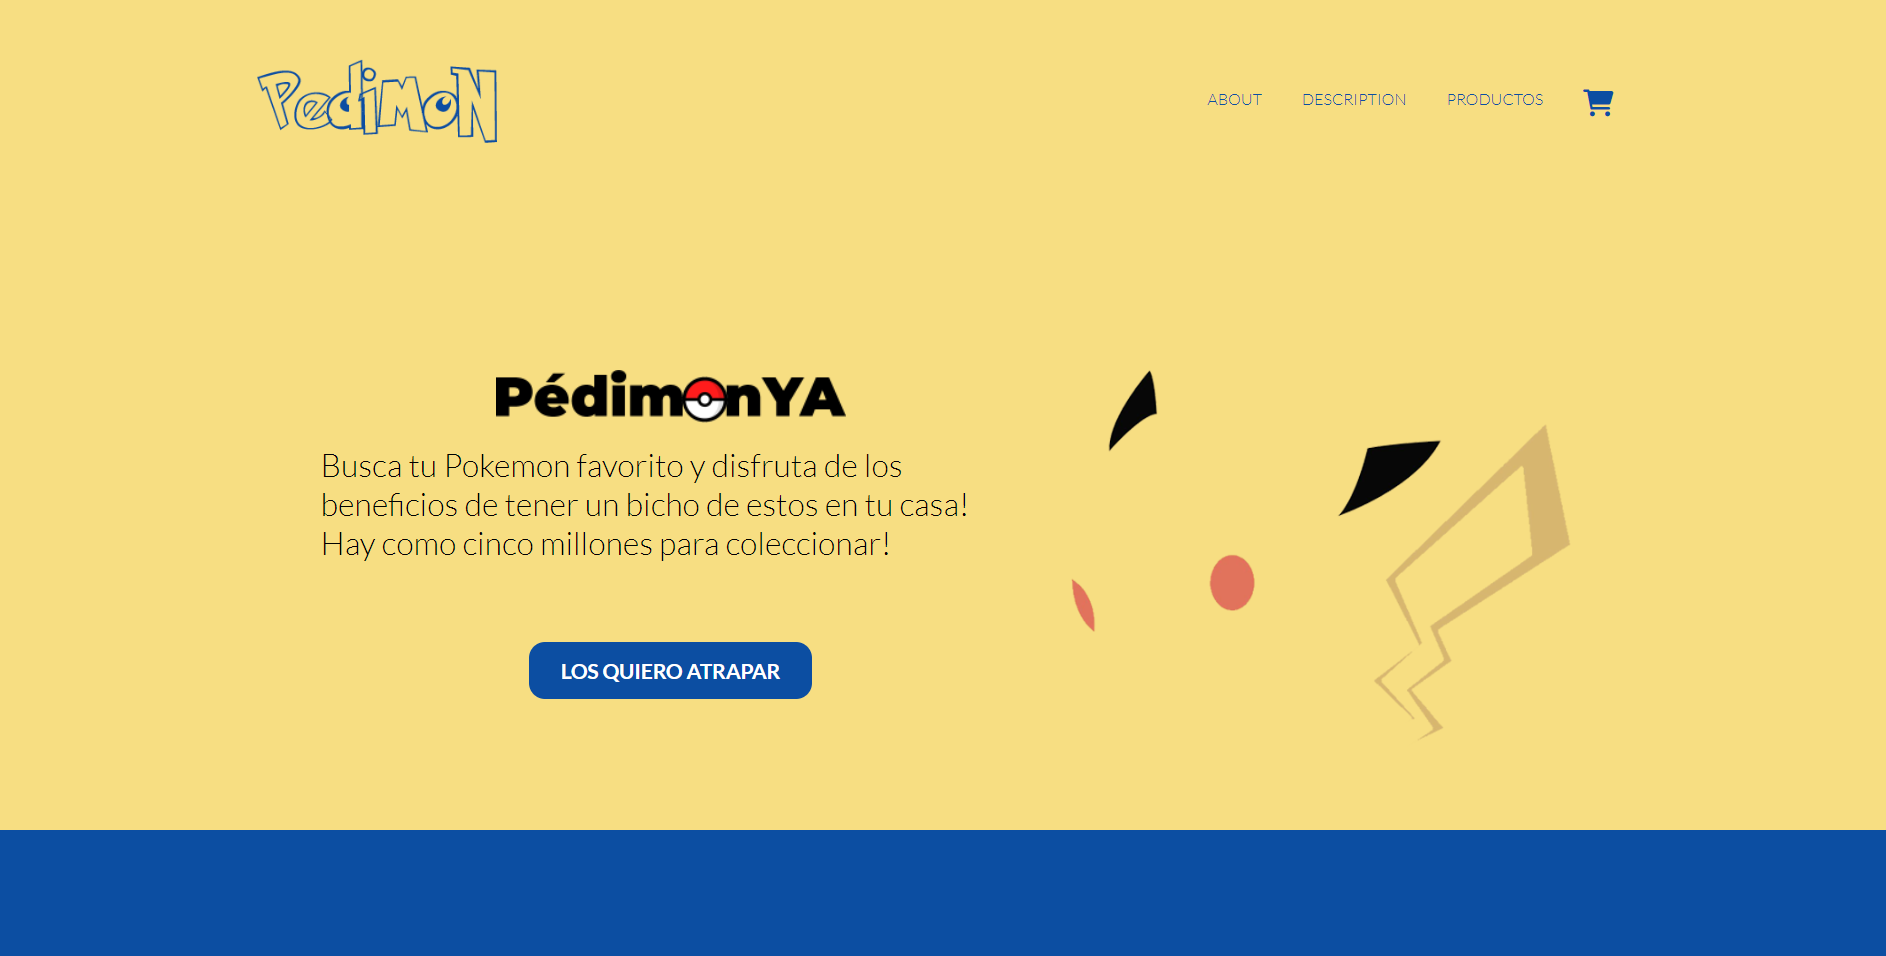 PedimoN
ABOUT DESCRIPTION PRODUCTOS
PédimonYA
Busca tu Pokemon favorito y disfruta de los
beneficios de tener un bicho de estos en tu casa!
Hay como cinco millones para coleccionar!
LOS QUIERO ATRAPAR